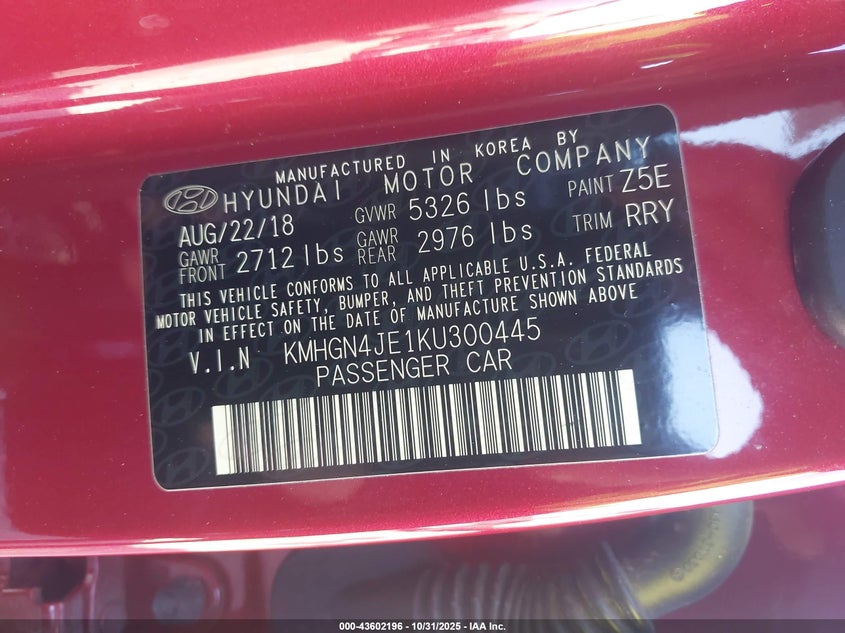 MANUFACTURED IN KOREA BY
HYUNDAI MOTOR COMPANY
AUG/22/18 GVWR 5326 lbs PAINT Z5E
GAWR FRONT 2712 lbs GAWR REAR 2976 lbs TRIM RRY
THIS VEHICLE CONFORMS TO ALL APPLICABLE U.S.A. FEDERAL
MOTOR VEHICLE SAFETY, BUMPER, AND THEFT PREVENTION STANDARDS
IN EFFECT ON THE DATE OF MANUFACTURE SHOWN ABOVE
V.I.N KMHGN4JE1KU300445
PASSENGER CAR
000-43602196 - 10/31/2025 - IAA Inc.